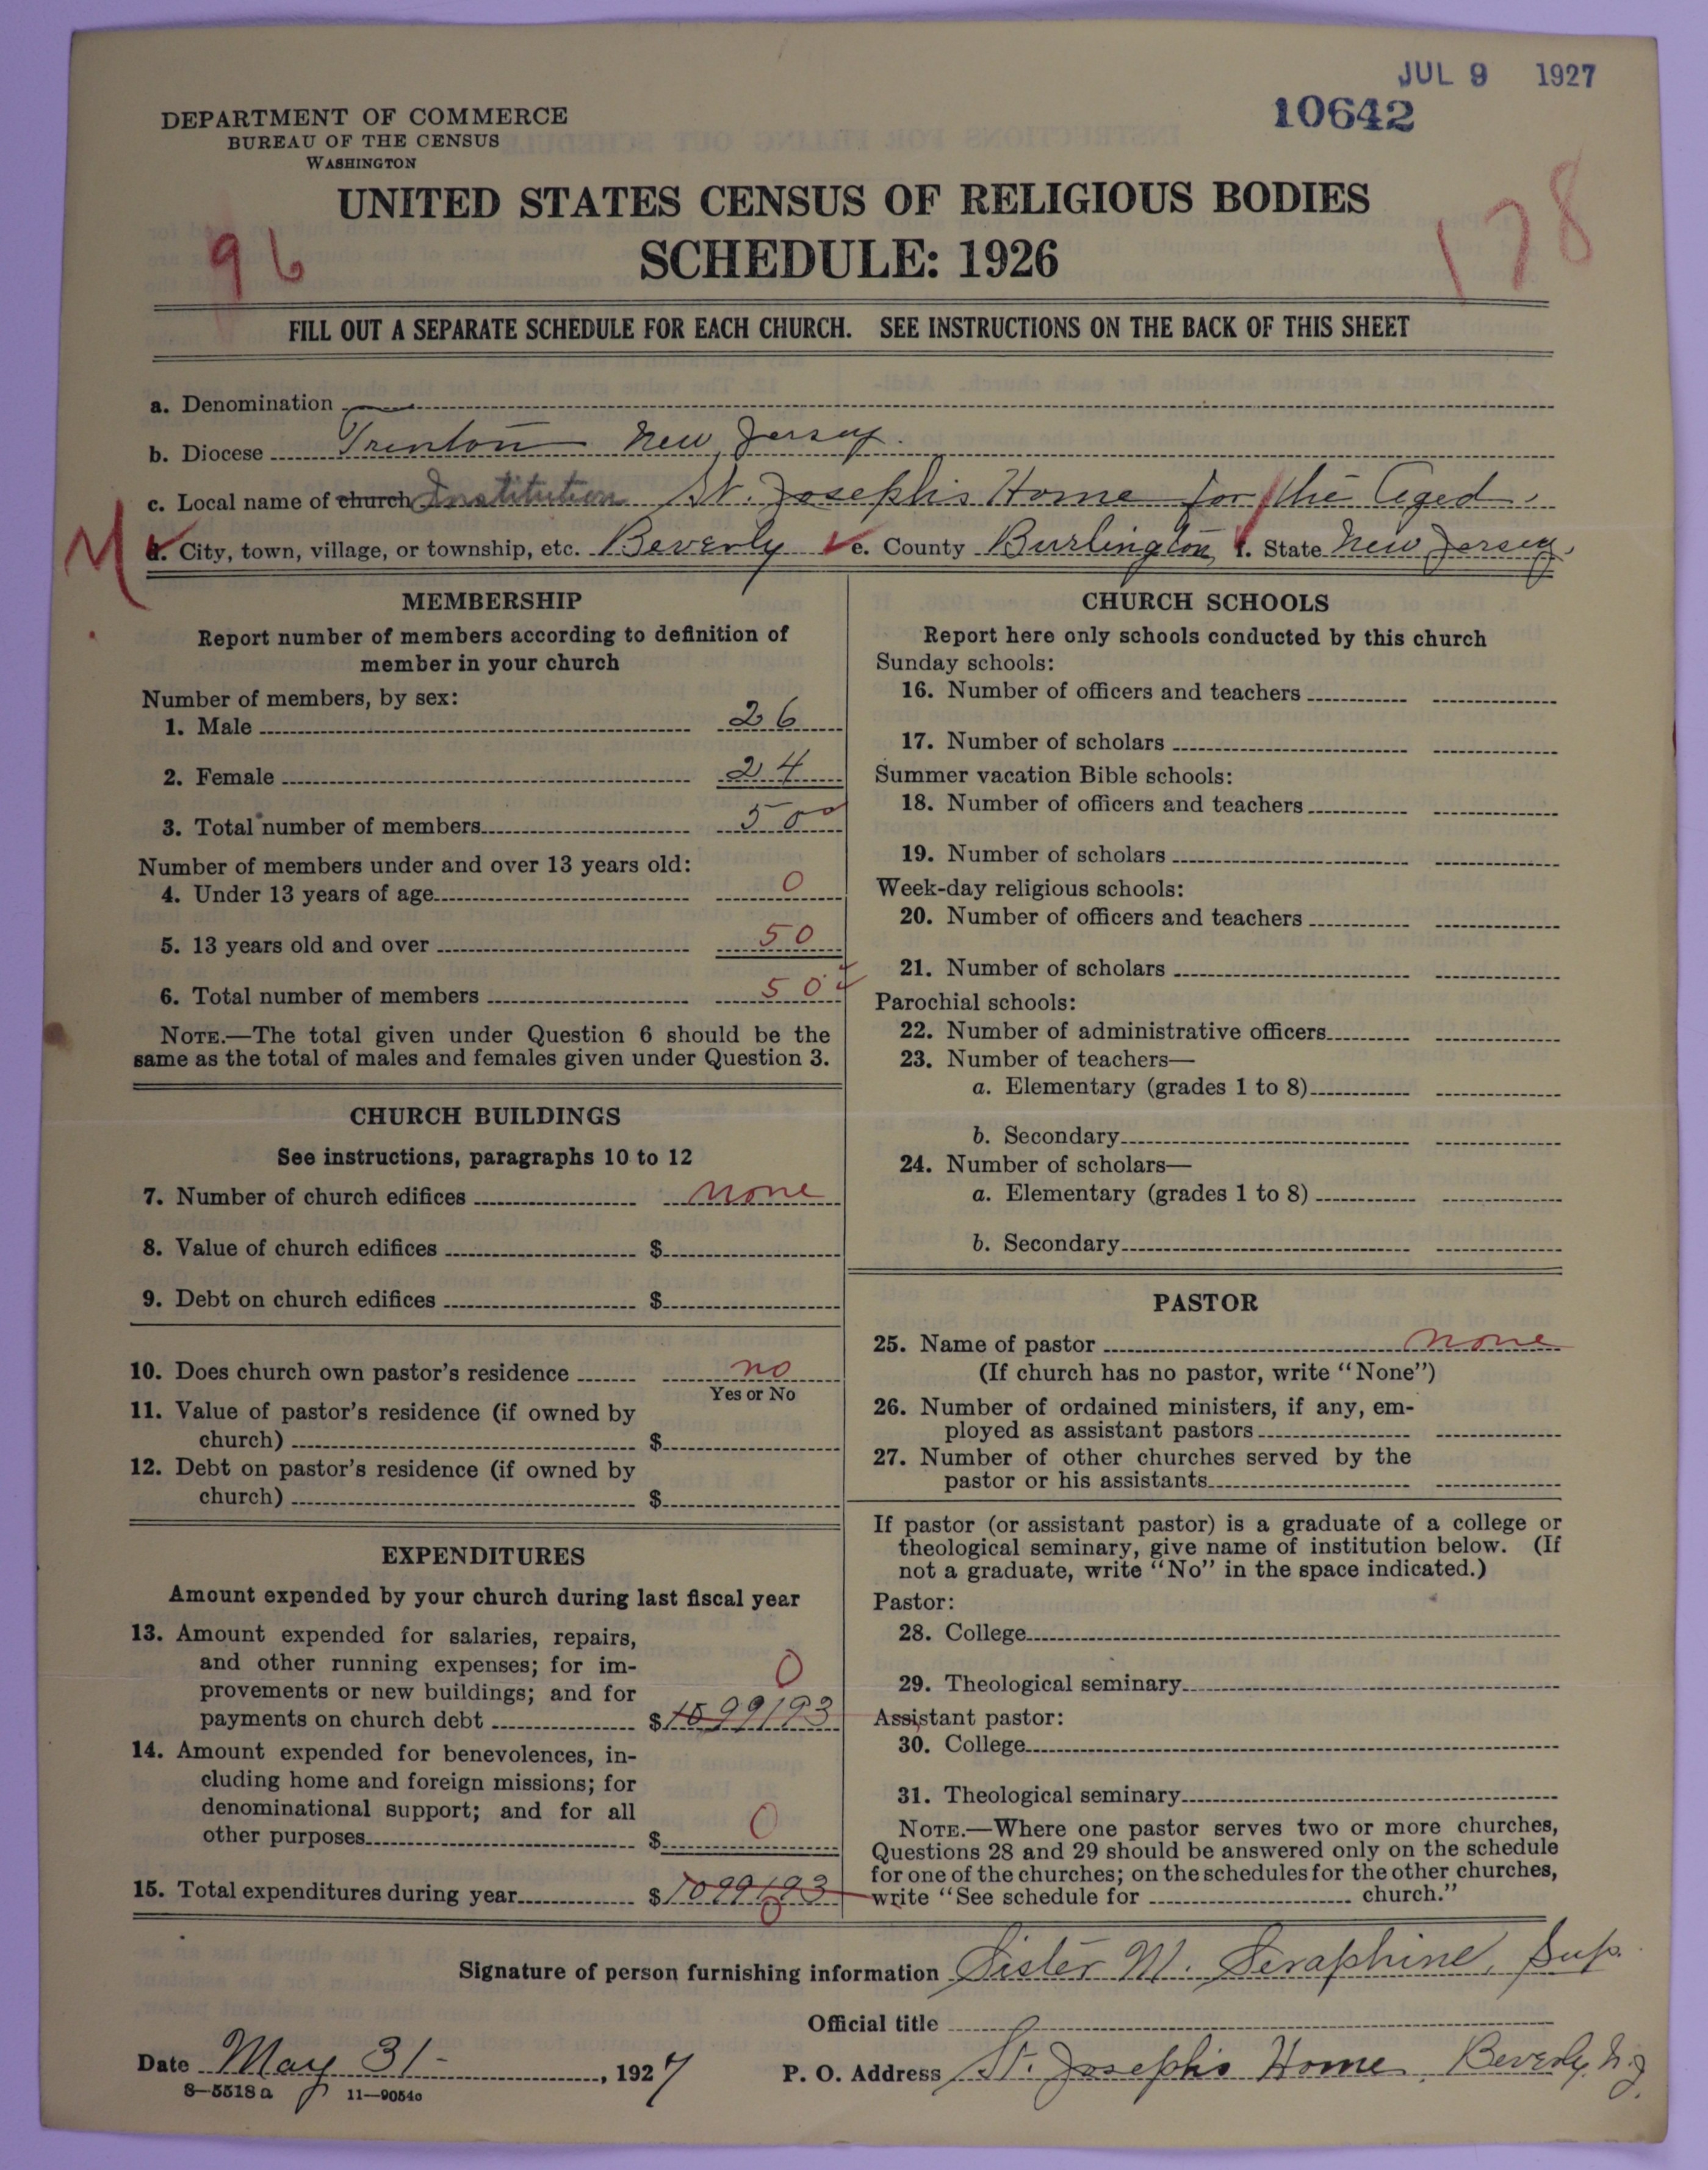 JUL 9 1927
10642
DEPARTMENT OF COMMERCE
BUREAU OF THE CENSUS
WASHINGTON
UNITED STATES CENSUS OF RELIGIOUS BODIES
SCHEDULE: 1926
96
178
FILL OUT A SEPARATE SCHEDULE FOR EACH CHURCH. SEE INSTRUCTIONS ON THE BACK OF THIS SHEET
a. Denomination
b. Diocese Trenton New Jersey.
c. Local name of church Institution St. Joseph's Home for the Aged,
M d. City, town, village, or township, etc. Beverly e. County Burlington f. State New Jersey,
MEMBERSHIP
Report number of members according to definition of
member in your church
Number of members, by sex:
1. Male 26
2. Female 24
3. Total number of members 50
Number of members under and over 13 years old:
4. Under 13 years of age 0
5. 13 years old and over 50
6. Total number of members 50
NOTE.—The total given under Question 6 should be the
same as the total of males and females given under Question 3.
CHURCH BUILDINGS
See instructions, paragraphs 10 to 12
7. Number of church edifices none
8. Value of church edifices $
9. Debt on church edifices $
10. Does church own pastor's residence no
Yes or No
11. Value of pastor's residence (if owned by
church) $
12. Debt on pastor's residence (if owned by
church) $
EXPENDITURES
Amount expended by your church during last fiscal year
13. Amount expended for salaries, repairs,
and other running expenses; for im-
provements or new buildings; and for 0
payments on church debt $1099193
14. Amount expended for benevolences, in-
cluding home and foreign missions; for
denominational support; and for all
other purposes $ 0
15. Total expenditures during year $1099193
0
CHURCH SCHOOLS
Report here only schools conducted by this church
Sunday schools:
16. Number of officers and teachers
17. Number of scholars
Summer vacation Bible schools:
18. Number of officers and teachers
19. Number of scholars
Week-day religious schools:
20. Number of officers and teachers
21. Number of scholars
Parochial schools:
22. Number of administrative officers
23. Number of teachers—
a. Elementary (grades 1 to 8)
b. Secondary
24. Number of scholars—
a. Elementary (grades 1 to 8)
b. Secondary
PASTOR
25. Name of pastor none
(If church has no pastor, write "None")
26. Number of ordained ministers, if any, em-
ployed as assistant pastors
27. Number of other churches served by the
pastor or his assistants
If pastor (or assistant pastor) is a graduate of a college or
theological seminary, give name of institution below. (If
not a graduate, write "No" in the space indicated.)
Pastor:
28. College
29. Theological seminary
Assistant pastor:
30. College
31. Theological seminary
NOTE.—Where one pastor serves two or more churches,
Questions 28 and 29 should be answered only on the schedule
for one of the churches; on the schedules for the other churches,
write "See schedule for church."
Signature of person furnishing information Sister M. Seraphine, Sup.
Official title
Date May 31-, 1927 P. O. Address St. Joseph's Home, Beverly, N.J.
8—5518 a 11—9054o